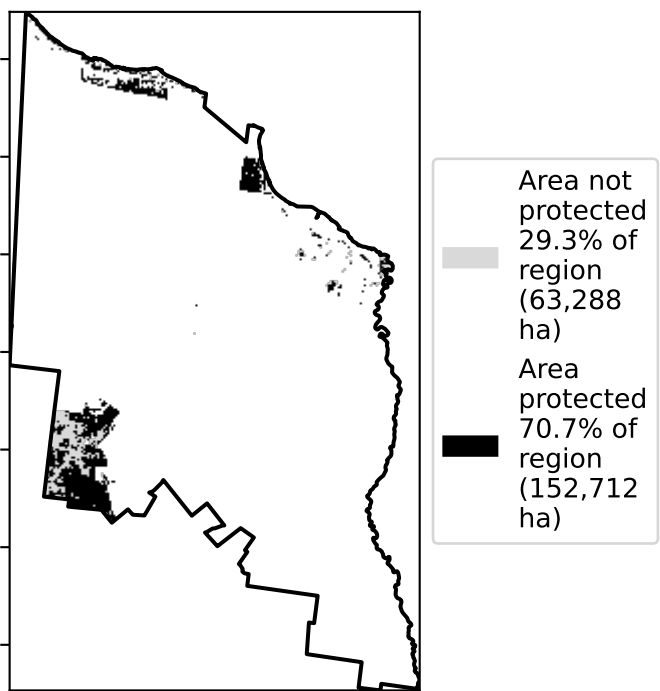 Area not
protected
29.3% of
region
(63,288
ha)
Area
protected
70.7% of
region
(152,712
ha)